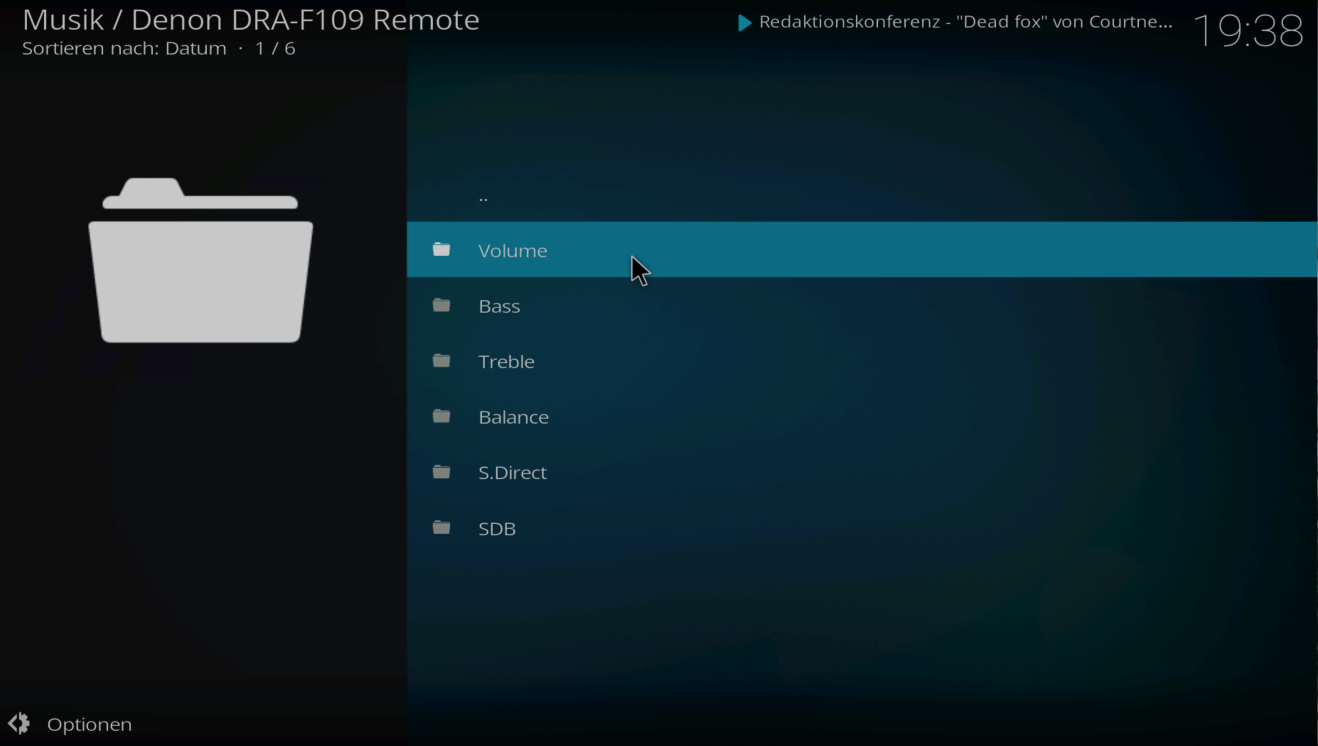 Musik / Denon DRA-F109 Remote
Sortieren nach: Datum · 1 / 6
Redaktionskonferenz - "Dead fox" von Courtne...
19:38
..
Volume
Bass
Treble
Balance
S.Direct
SDB
Optionen